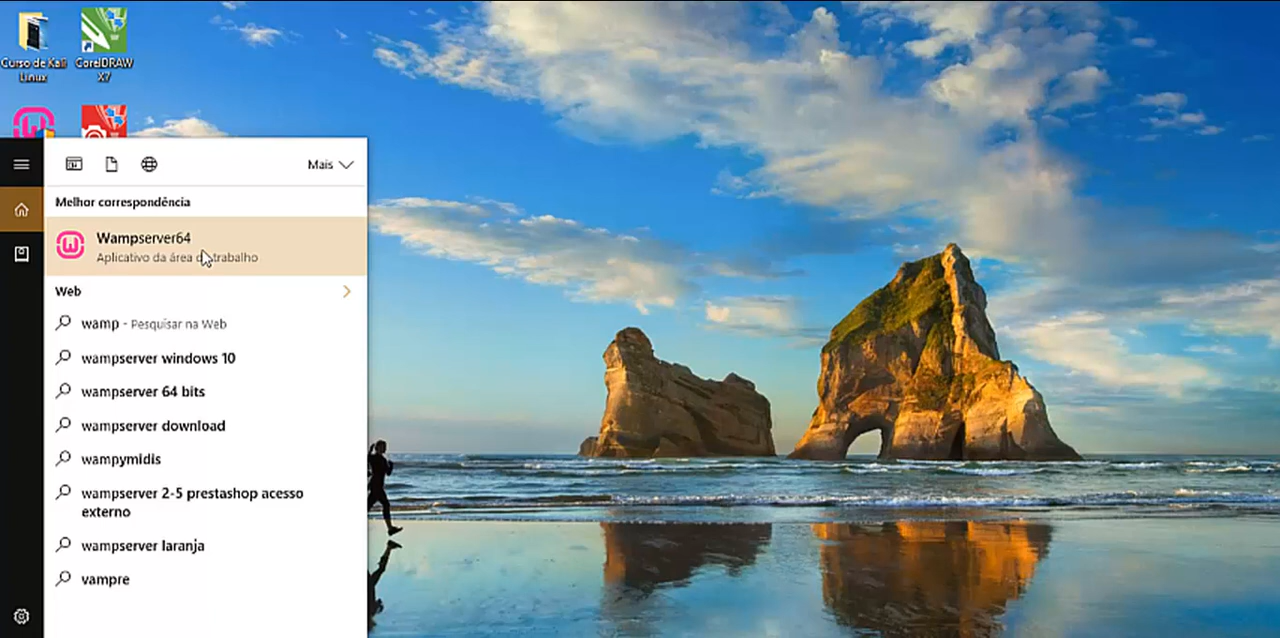 Curso de Kali
Linux
CorelDRAW
X7
Mais
Melhor correspondência
Wampserver64
Aplicativo da área de trabalho
Web
wamp - Pesquisar na Web
wampserver windows 10
wampserver 64 bits
wampserver download
wampymidis
wampserver 2-5 prestashop acesso
externo
wampserver laranja
vampre